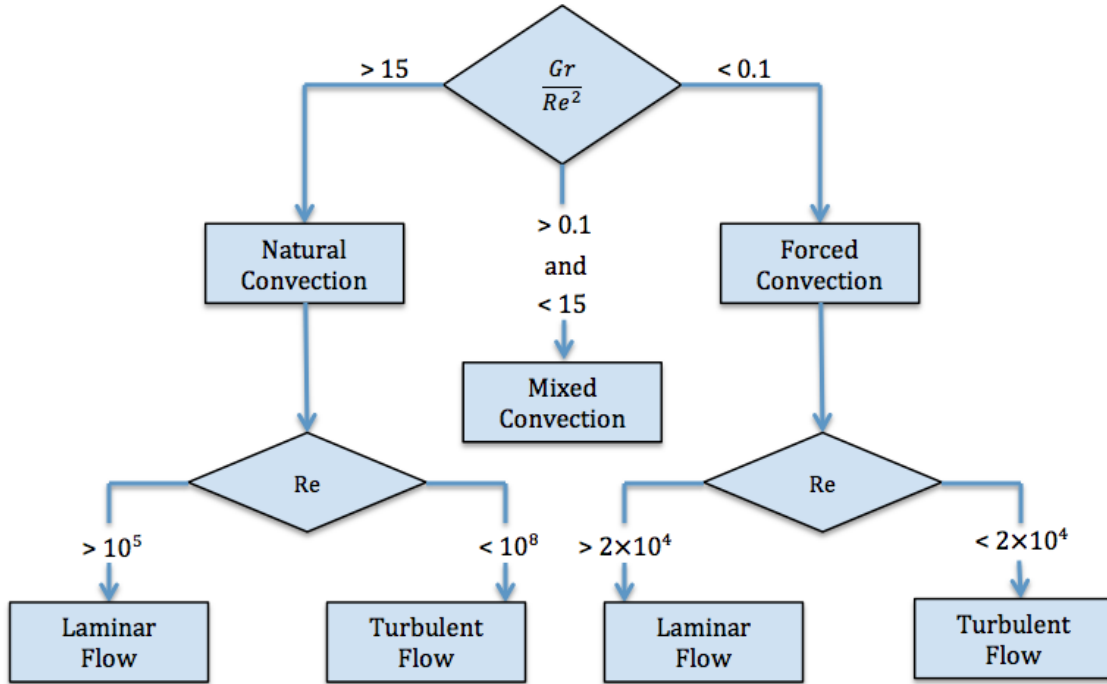 > 15
Gr
Re²
< 0.1
Natural
Convection
> 0.1
and
< 15
Forced
Convection
Mixed
Convection
Re
Re
> 10⁵
< 10⁸
> 2×10⁴
< 2×10⁴
Laminar
Flow
Turbulent
Flow
Laminar
Flow
Turbulent
Flow